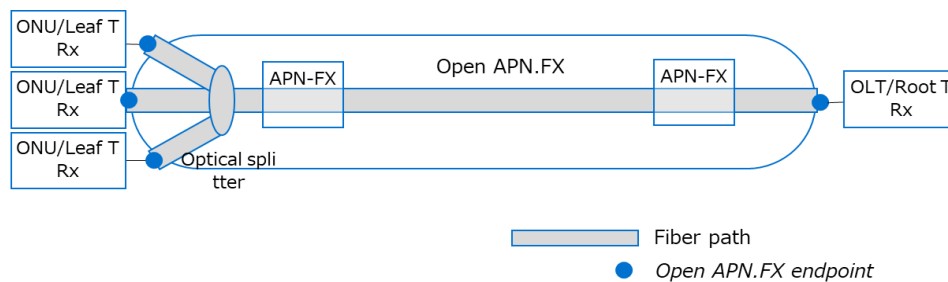 ONU/Leaf T
Rx
ONU/Leaf T
Rx
ONU/Leaf T
Rx
APN-FX
Open APN.FX
APN-FX
OLT/Root T
Rx
Optical spli
tter
Fiber path
Open APN.FX endpoint